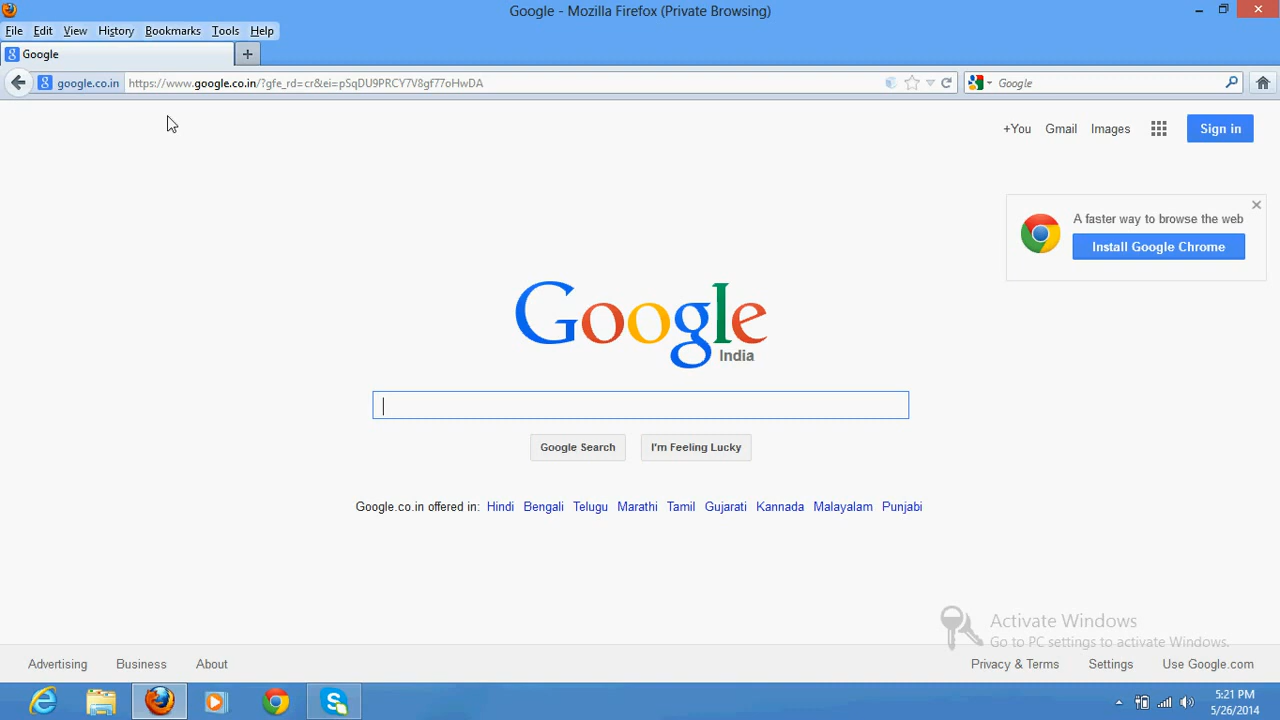 Google - Mozilla Firefox (Private Browsing)
File Edit View History Bookmarks Tools Help
Google
google.co.in https://www.google.co.in/?gfe_rd=cr&ei=pSqDU9PRCY7V8gf77oHwDA Google
+You Gmail Images Sign in
A faster way to browse the web
Install Google Chrome
Google
India
Google Search I'm Feeling Lucky
Google.co.in offered in: Hindi Bengali Telugu Marathi Tamil Gujarati Kannada Malayalam Punjabi
Activate Windows
Go to PC settings to activate Windows.
Advertising Business About Privacy & Terms Settings Use Google.com
5:21 PM
5/26/2014